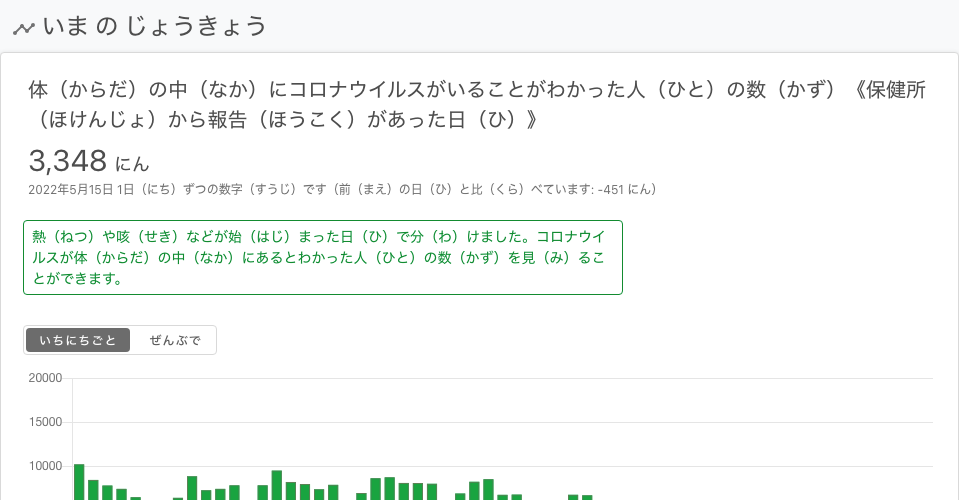 いま の じょうきょう
体（からだ）の中（なか）にコロナウイルスがいることがわかった人（ひと）の数（かず）《保健所
（ほけんじょ）から報告（ほうこく）があった日（ひ）》
3,348 にん
2022年5月15日 1日（にち）ずつの数字（すうじ）です（前（まえ）の日（ひ）と比（くら）べています: -451 にん）
熱（ねつ）や咳（せき）などが始（はじ）まった日（ひ）で分（わ）けました。コロナウイ
ルスが体（からだ）の中（なか）にあるとわかった人（ひと）の数（かず）を見（み）るこ
とができます。
いちにちごと ぜんぶで
20000
15000
10000